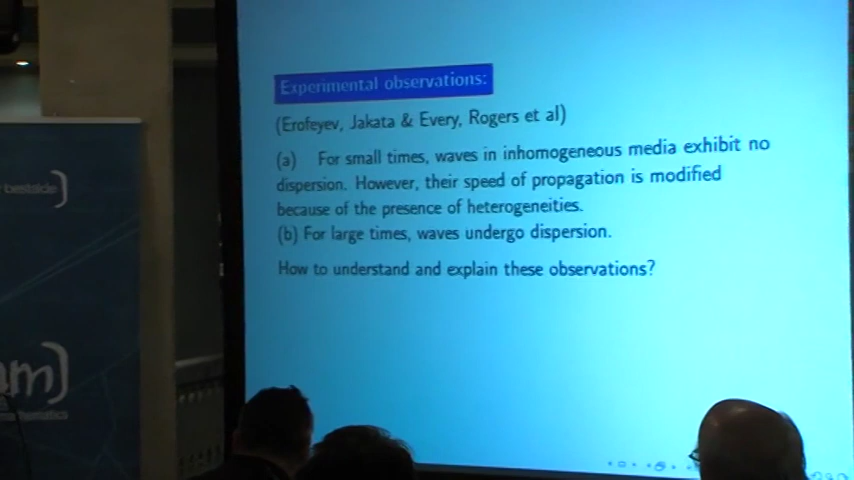 Experimental observations:
(Erofeyev, Jakata & Every, Rogers et al)
(a) For small times, waves in inhomogeneous media exhibit no
dispersion. However, their speed of propagation is modified
because of the presence of heterogeneities.
(b) For large times, waves undergo dispersion.
How to understand and explain these observations?